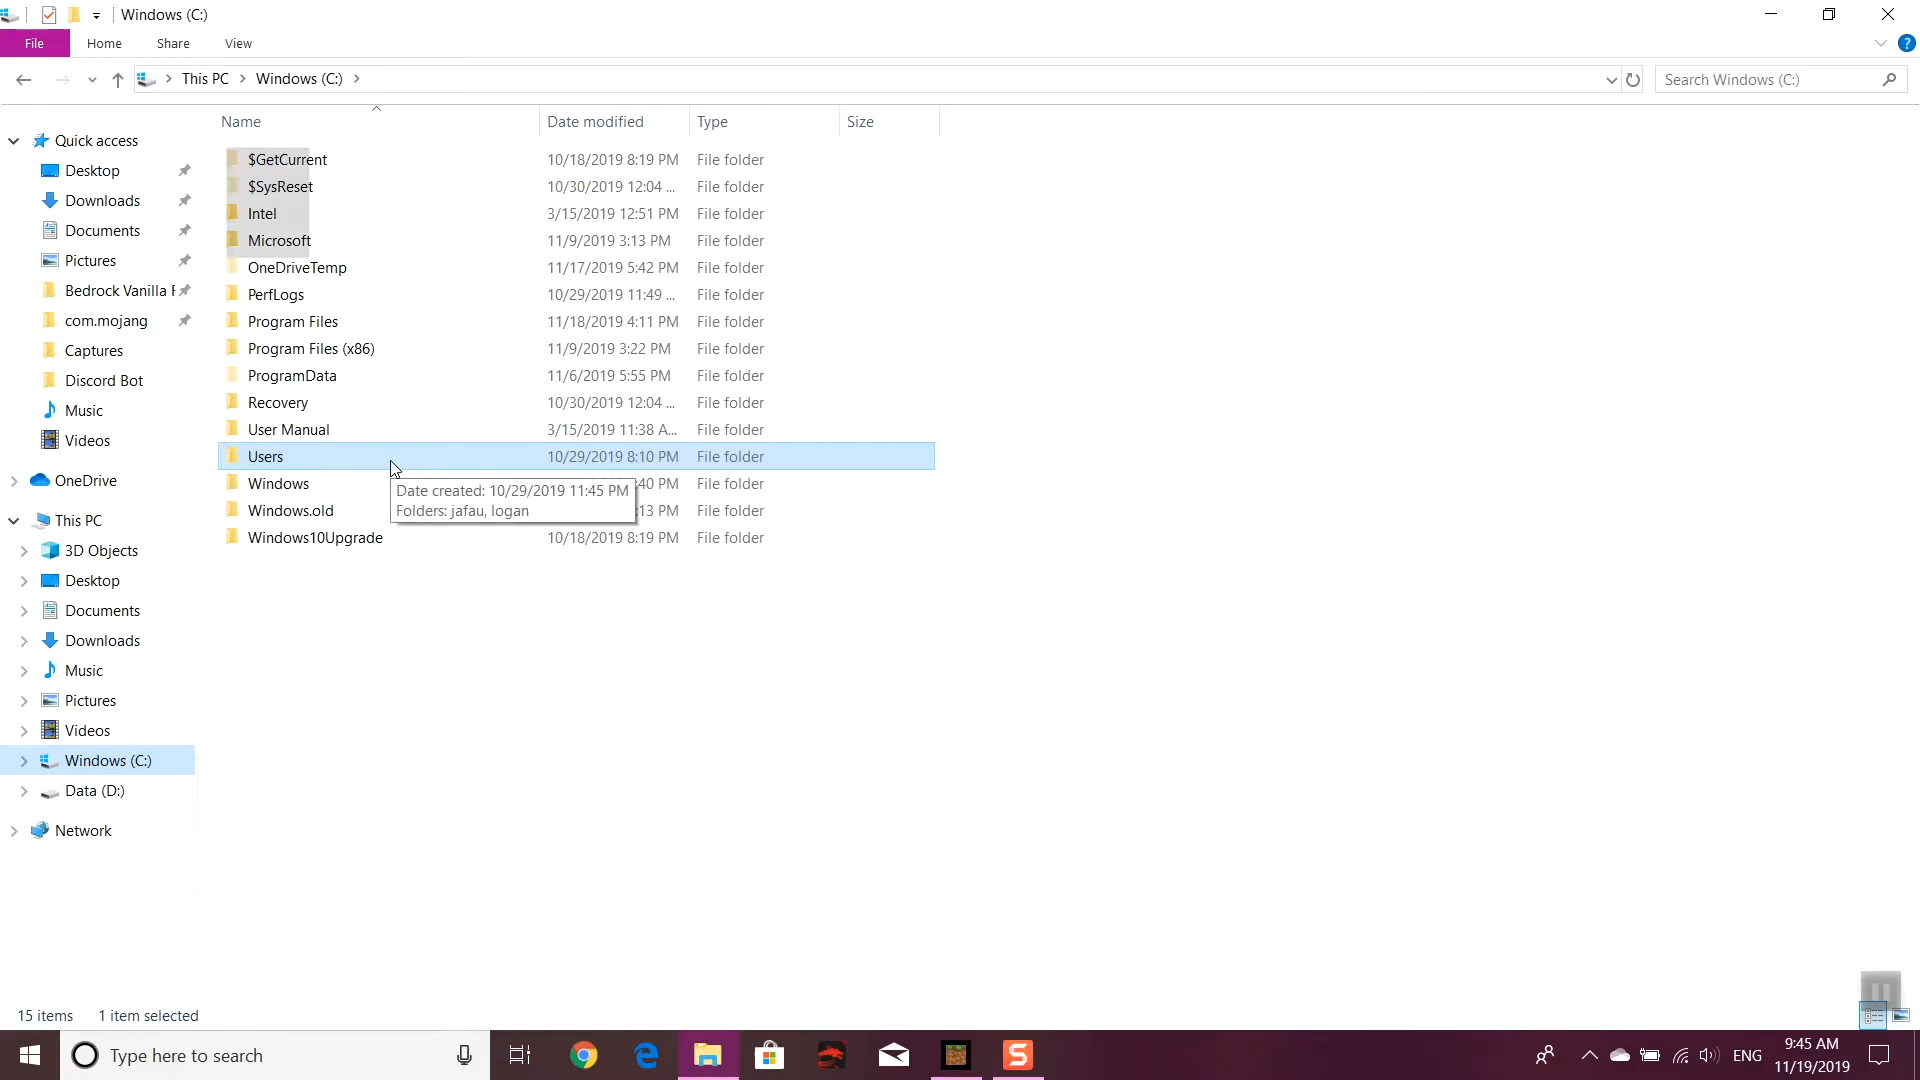 Windows (C:)
File Home Share View
This PC Windows (C:)
Search Windows (C:)
Name Date modified Type Size
Quick access
Desktop
Downloads
Documents
Pictures
Bedrock Vanilla
com.mojang
Captures
Discord Bot
Music
Videos
OneDrive
This PC
3D Objects
Desktop
Documents
Downloads
Music
Pictures
Videos
Windows (C:)
Data (D:)
Network
$GetCurrent 10/18/2019 8:19 PM File folder
$SysReset 10/30/2019 12:04 ... File folder
Intel 3/15/2019 12:51 PM File folder
Microsoft 11/9/2019 3:13 PM File folder
OneDriveTemp 11/17/2019 5:42 PM File folder
PerfLogs 10/29/2019 11:49 ... File folder
Program Files 11/18/2019 4:11 PM File folder
Program Files (x86) 11/9/2019 3:22 PM File folder
ProgramData 11/6/2019 5:55 PM File folder
Recovery 10/30/2019 12:04 ... File folder
User Manual 3/15/2019 11:38 A... File folder
Users 10/29/2019 8:10 PM File folder
Windows :40 PM File folder
Windows.old :13 PM File folder
Windows10Upgrade 10/18/2019 8:19 PM File folder
Date created: 10/29/2019 11:45 PM
Folders: jafau, logan
15 items 1 item selected
Type here to search
S
ENG
9:45 AM
11/19/2019